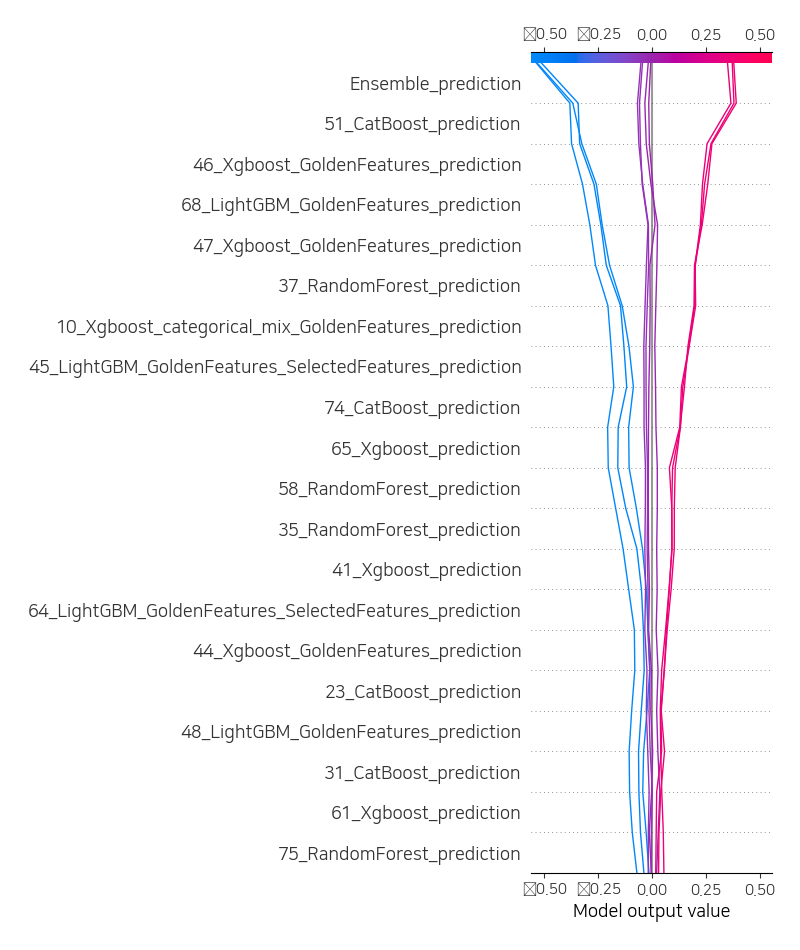 0.50 0.25 0.00 0.25 0.50
Ensemble_prediction
51_CatBoost_prediction
46_Xgboost_GoldenFeatures_prediction
68_LightGBM_GoldenFeatures_prediction
47_Xgboost_GoldenFeatures_prediction
37_RandomForest_prediction
10_Xgboost_categorical_mix_GoldenFeatures_prediction
45_LightGBM_GoldenFeatures_SelectedFeatures_prediction
74_CatBoost_prediction
65_Xgboost_prediction
58_RandomForest_prediction
35_RandomForest_prediction
41_Xgboost_prediction
64_LightGBM_GoldenFeatures_SelectedFeatures_prediction
44_Xgboost_GoldenFeatures_prediction
23_CatBoost_prediction
48_LightGBM_GoldenFeatures_prediction
31_CatBoost_prediction
61_Xgboost_prediction
75_RandomForest_prediction
0.50 0.25 0.00 0.25 0.50
Model output value